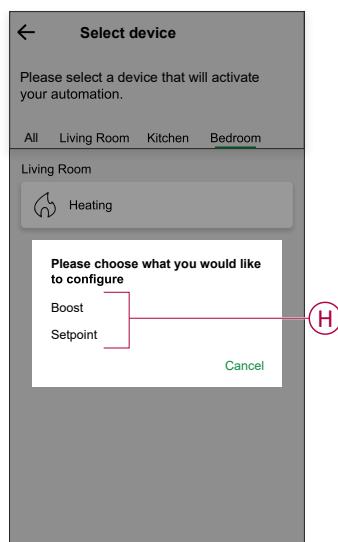 Select device
Please select a device that will activate
your automation.
All Living Room Kitchen Bedroom
Living Room
Heating
Please choose what you would like
to configure
Boost
Setpoint
H
Cancel